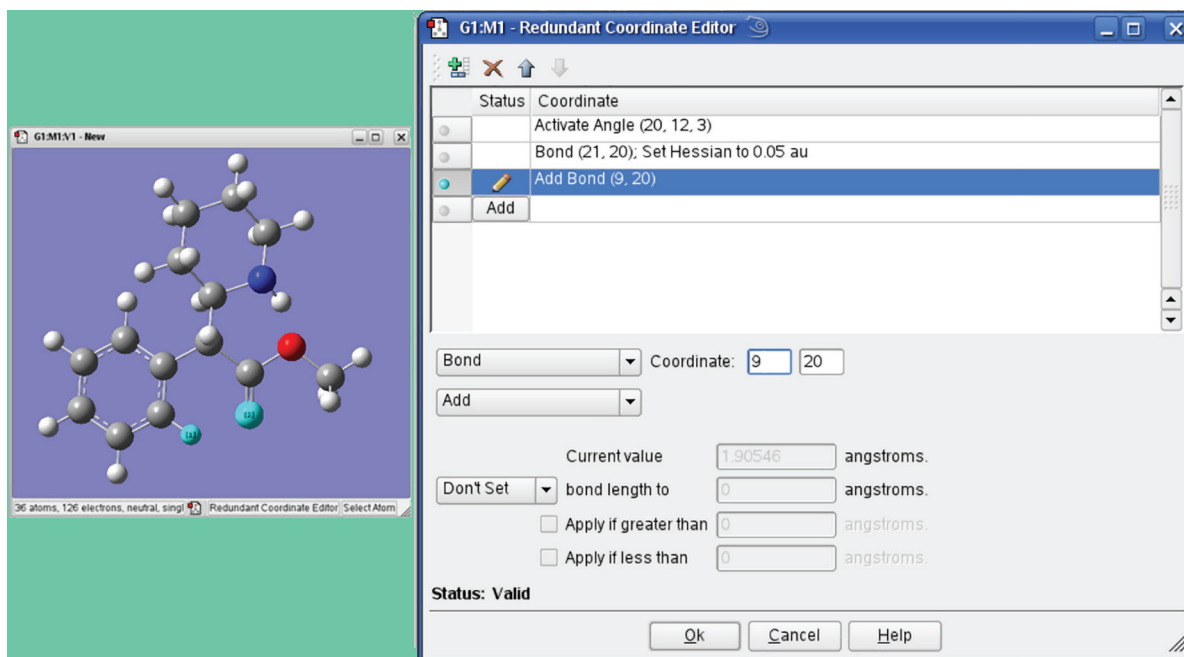 G1:M1:V1 - New
[1]
[2]
36 atoms, 126 electrons, neutral, singl Redundant Coordinate Editor Select Atom
G1:M1 - Redundant Coordinate Editor
Status Coordinate
Activate Angle (20, 12, 3)
Bond (21, 20); Set Hessian to 0.05 au
Add Bond (9, 20)
Add
Bond Coordinate: 9 20
Add
Current value 1.90546 angstroms.
Don't Set bond length to 0 angstroms.
Apply if greater than 0 angstroms.
Apply if less than 0 angstroms.
Status: Valid
Ok Cancel Help